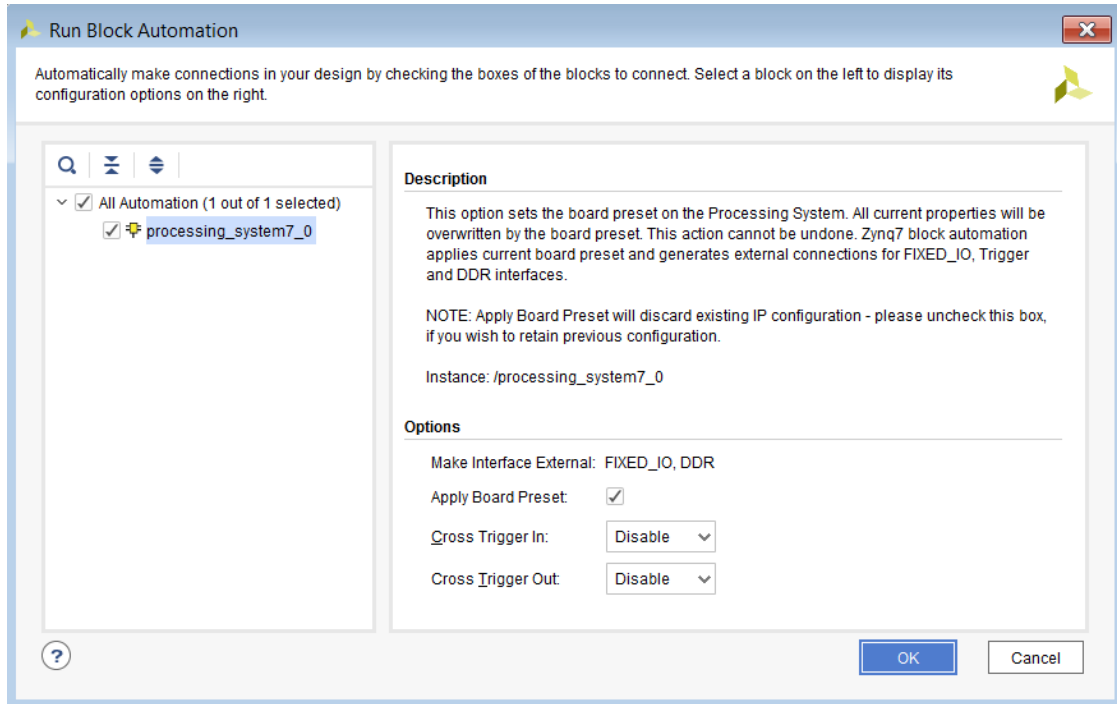 Run Block Automation
Automatically make connections in your design by checking the boxes of the blocks to connect. Select a block on the left to display its
configuration options on the right.
All Automation (1 out of 1 selected)
processing_system7_0
Description
This option sets the board preset on the Processing System. All current properties will be
overwritten by the board preset. This action cannot be undone. Zynq7 block automation
applies current board preset and generates external connections for FIXED_IO, Trigger
and DDR interfaces.
NOTE: Apply Board Preset will discard existing IP configuration - please uncheck this box,
if you wish to retain previous configuration.
Instance: /processing_system7_0
Options
Make Interface External: FIXED_IO, DDR
Apply Board Preset:
Cross Trigger In: Disable
Cross Trigger Out: Disable
?
OK
Cancel